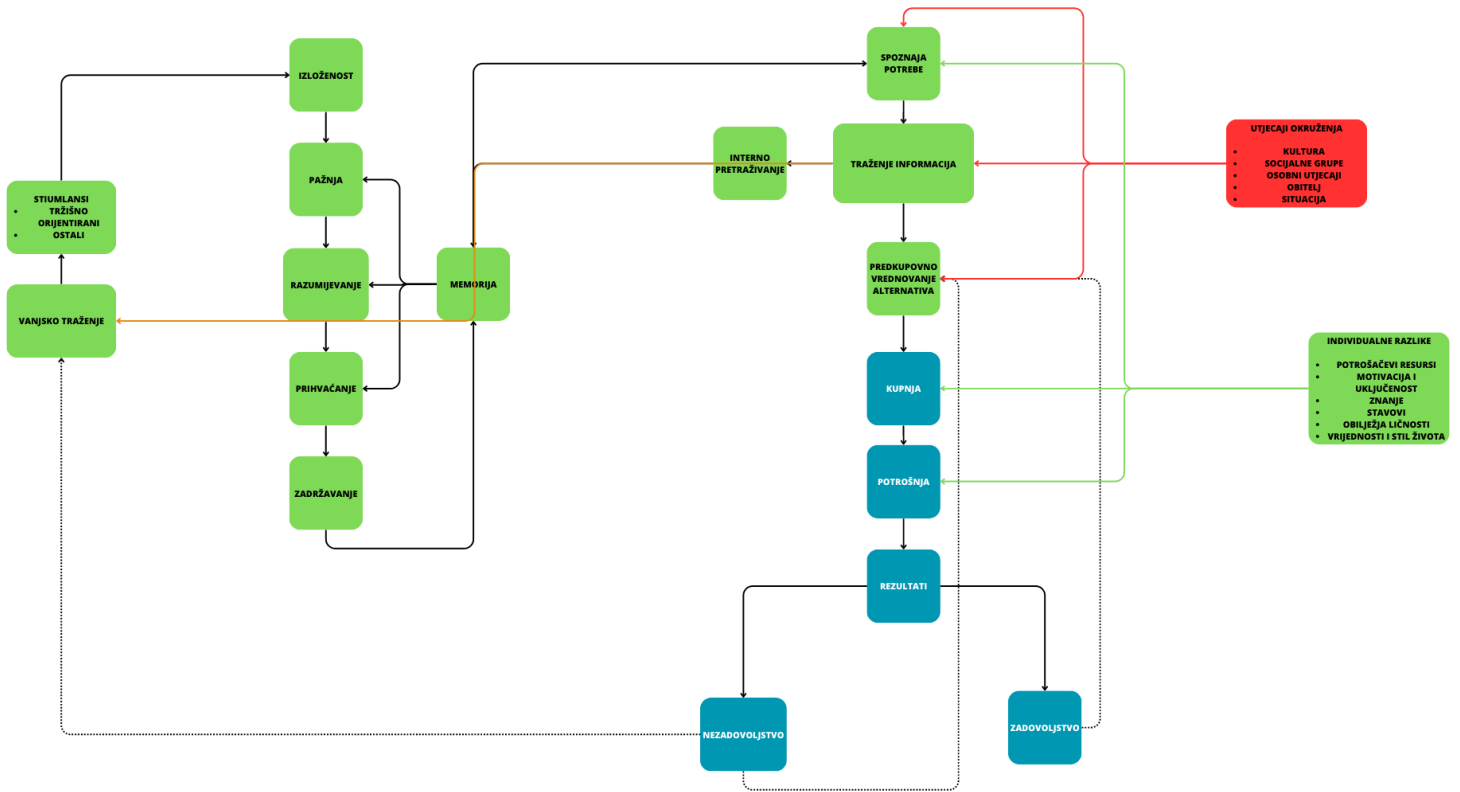 STIUMLANSI
• TRŽIŠNO
ORIJENTIRANI
• OSTALI
VANJSKO TRAŽENJE
IZLOŽENOST
PAŽNJA
RAZUMIJEVANJE
PRIHVAĆANJE
ZADRŽAVANJE
MEMORIJA
INTERNO
PRETRAŽIVANJE
SPOZNAJA
POTREBE
TRAŽENJE INFORMACIJA
PREDKUPOVNO
VREDNOVANJE
ALTERNATIVA
KUPNJA
POTROŠNJA
REZULTATI
NEZADOVOLJSTVO
ZADOVOLJSTVO
UTJECAJI OKRUŽENJA
• KULTURA
• SOCIJALNE GRUPE
• OSOBNI UTJECAJI
• OBITELJ
• SITUACIJA
INDIVIDUALNE RAZLIKE
• POTROŠAČEVI RESURSI
• MOTIVACIJA I
UKLJUČENOST
• ZNANJE
• STAVOVI
• OBILJEŽJA LIČNOSTI
• VRIJEDNOSTI I STIL ŽIVOTA